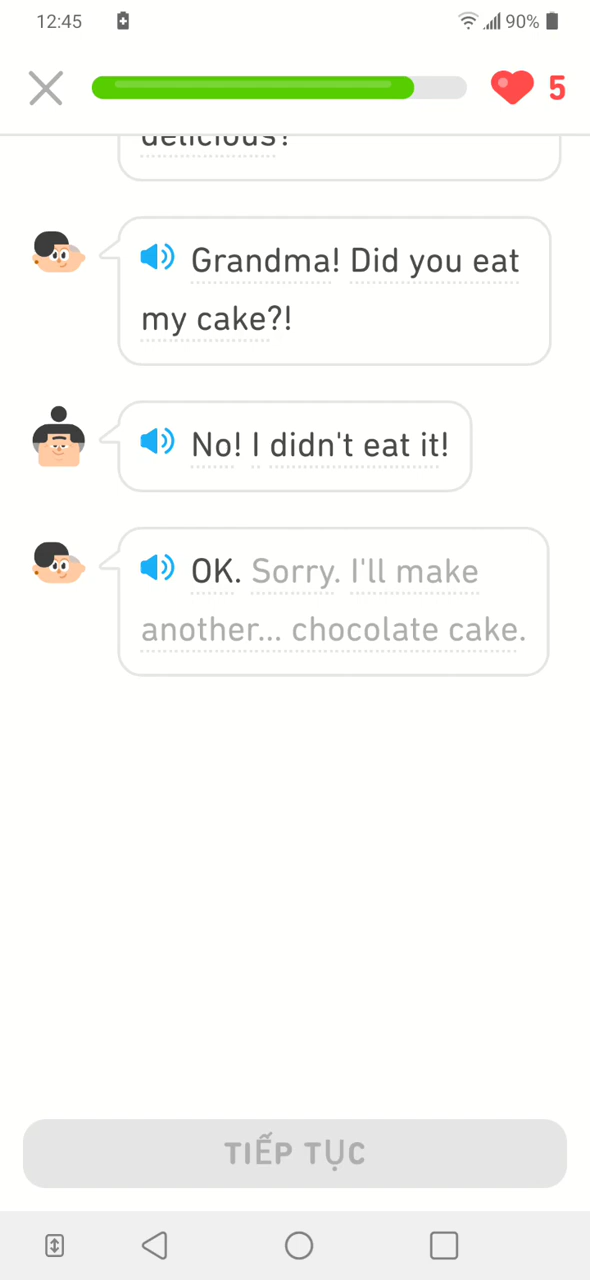 12:45
90%
5
delicious!
Grandma! Did you eat
my cake?!
No! I didn't eat it!
OK. Sorry. I'll make
another... chocolate cake.
TIẾP TỤC